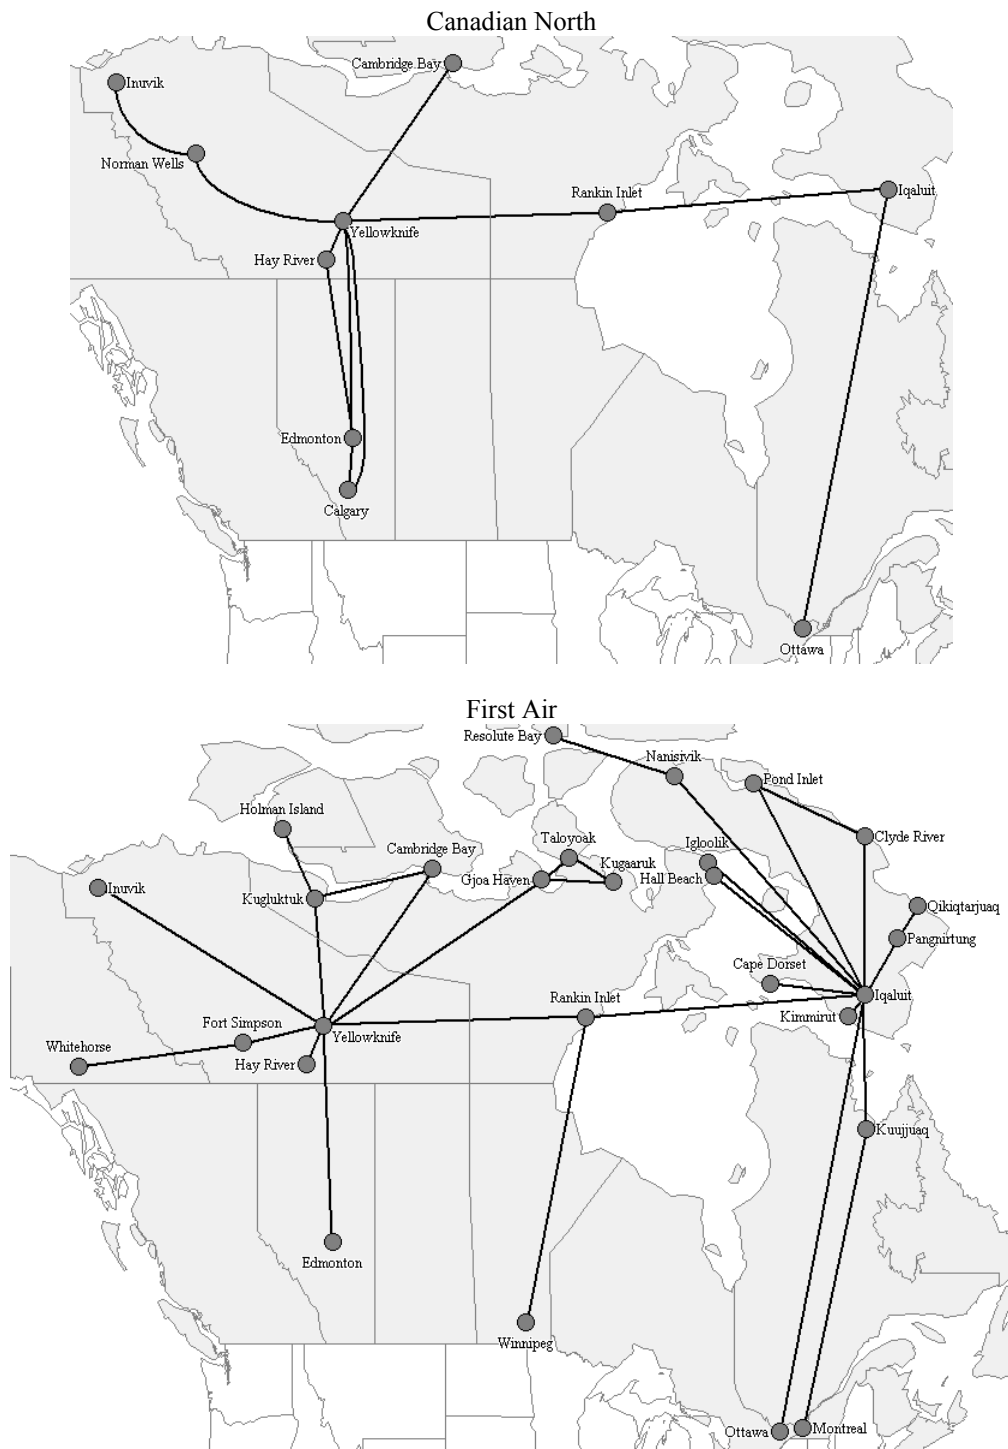 Canadian North
Cambridge Bay
Inuvik
Norman Wells
Rankin Inlet
Iqaluit
Yellowknife
Hay River
Edmonton
Calgary
Ottawa
First Air
Resolute Bay
Nanisivik
Pond Inlet
Holman Island
Clyde River
Taloyoak
Igloolik
Cambridge Bay
Kugaaruk
Gjoa Haven
Hall Beach
Inuvik
Kugluktuk
Qikiqtarjuaq
Pangnirtung
Cape Dorset
Rankin Inlet
Iqaluit
Kimmirut
Fort Simpson
Yellowknife
Whitehorse
Hay River
Kuujjuaq
Edmonton
Winnipeg
Ottawa
Montreal